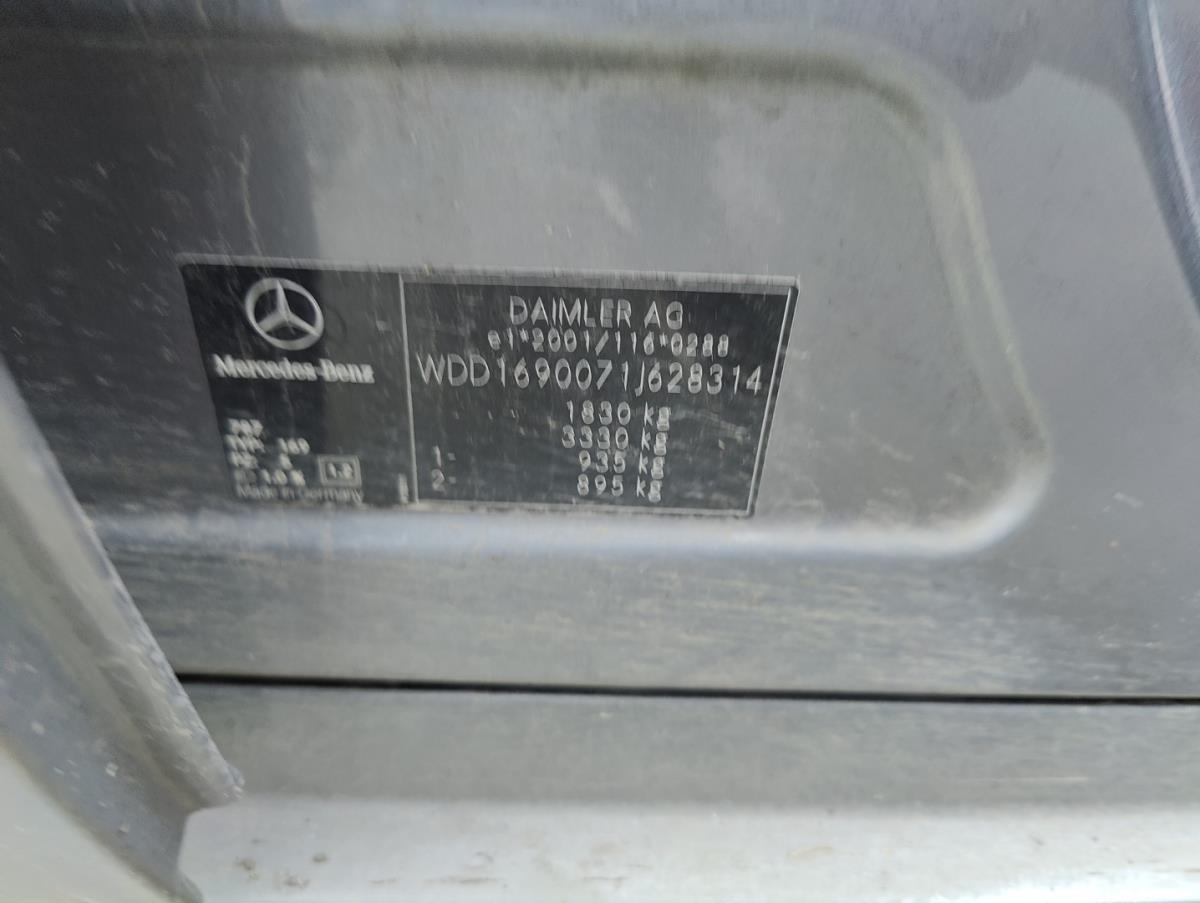 Mercedes-Benz
Made in Germany
DAIMLER AG
e1*2001/116*0288
WDD1690071J628314
1830 kg
3330 kg
1- 935 kg
2- 895 kg